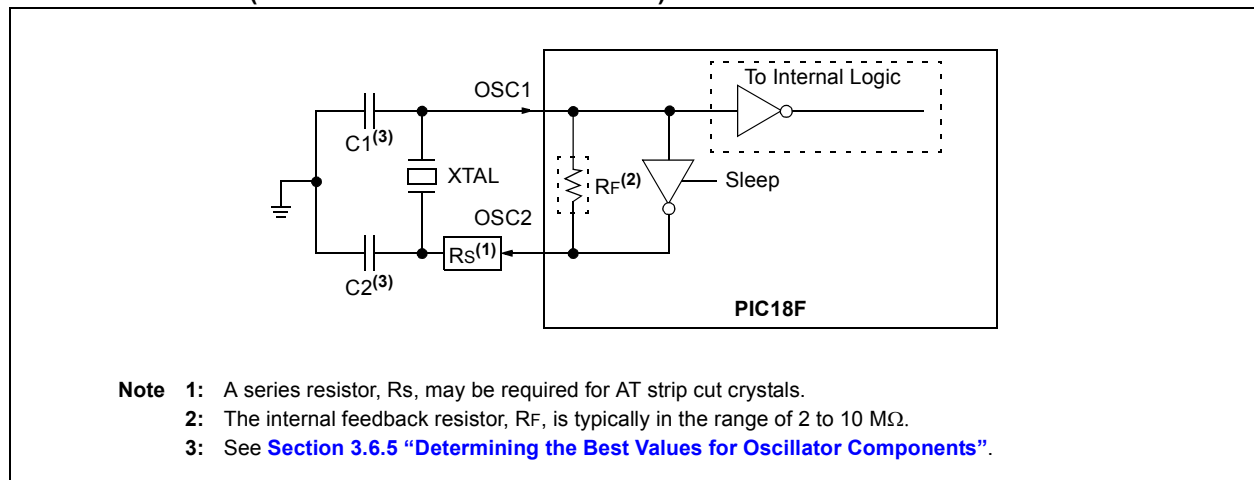 To Internal Logic
OSC1
C1(3)
XTAL
RF(2)
Sleep
OSC2
RS(1)
C2(3)
PIC18F
Note 1: A series resistor, Rs, may be required for AT strip cut crystals.
2: The internal feedback resistor, RF, is typically in the range of 2 to 10 MΩ.
3: See Section 3.6.5 “Determining the Best Values for Oscillator Components”.